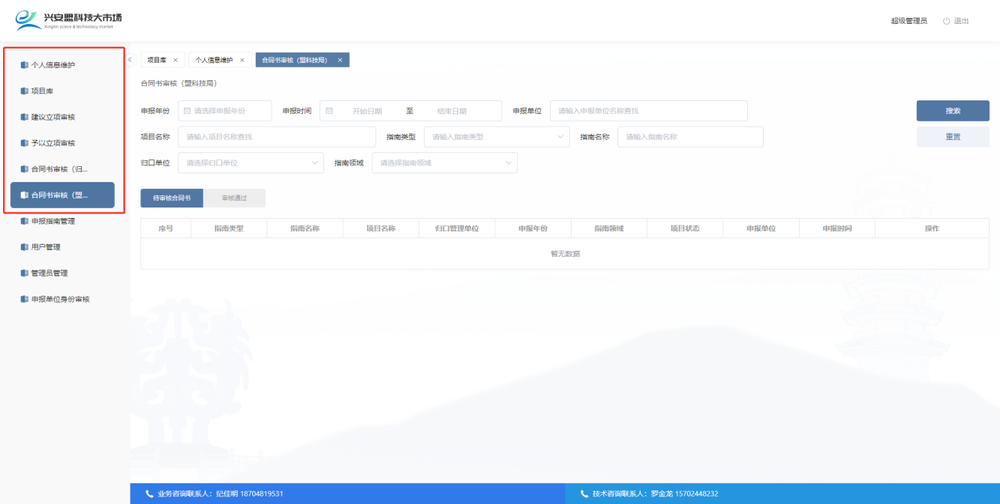 兴安盟科技大市场
XingAn sciece & technolocy market
超级管理员 退出
个人信息维护
项目库
建议立项审核
予以立项审核
合同书审核（归...
合同书审核（盟...
申报指南管理
用户管理
管理员管理
申报单位身份审核
项目库 × 个人信息维护 × 合同书审核（盟科技局） ×
合同书审核（盟科技局）
申报年份 请选择申报年份 申报时间 开始日期 至 结束日期 申报单位 请输入申报单位名称查找 搜索
项目名称 请输入项目名称查找 指南类型 请输入指南类型 指南名称 请输入指南名称 重置
归口单位 请选择归口单位 指南领域 请选择指南领域
待审核合同书 审核通过
序号 指南类型 指南名称 项目名称 归口管理单位 申报年份 指南领域 项目状态 申报单位 申报时间 操作
暂无数据
业务咨询联系人：纪佳明 18704819531 技术咨询联系人：罗金龙 15702448232